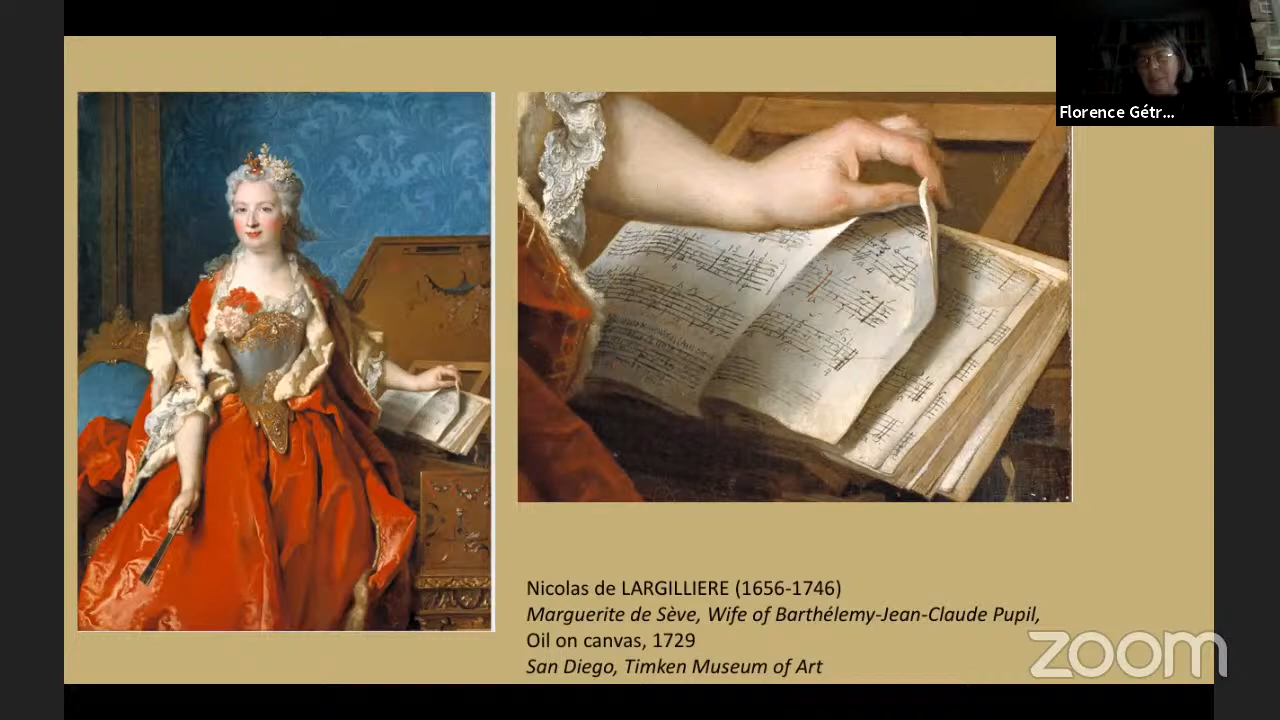 Florence Gétr...
Nicolas de LARGILLIERE (1656-1746)
Marguerite de Sève, Wife of Barthélemy-Jean-Claude Pupil,
Oil on canvas, 1729
San Diego, Timken Museum of Art
zoom